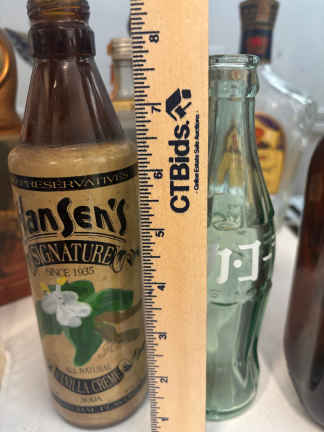 PRESERVATIVES
Hansen's
SIGNATURE
SINCE 1935
ALL NATURAL
VANILLA CREME
SODA
8
7
6
5
4
3
2
CTBids
Online Estate Sale Auctions